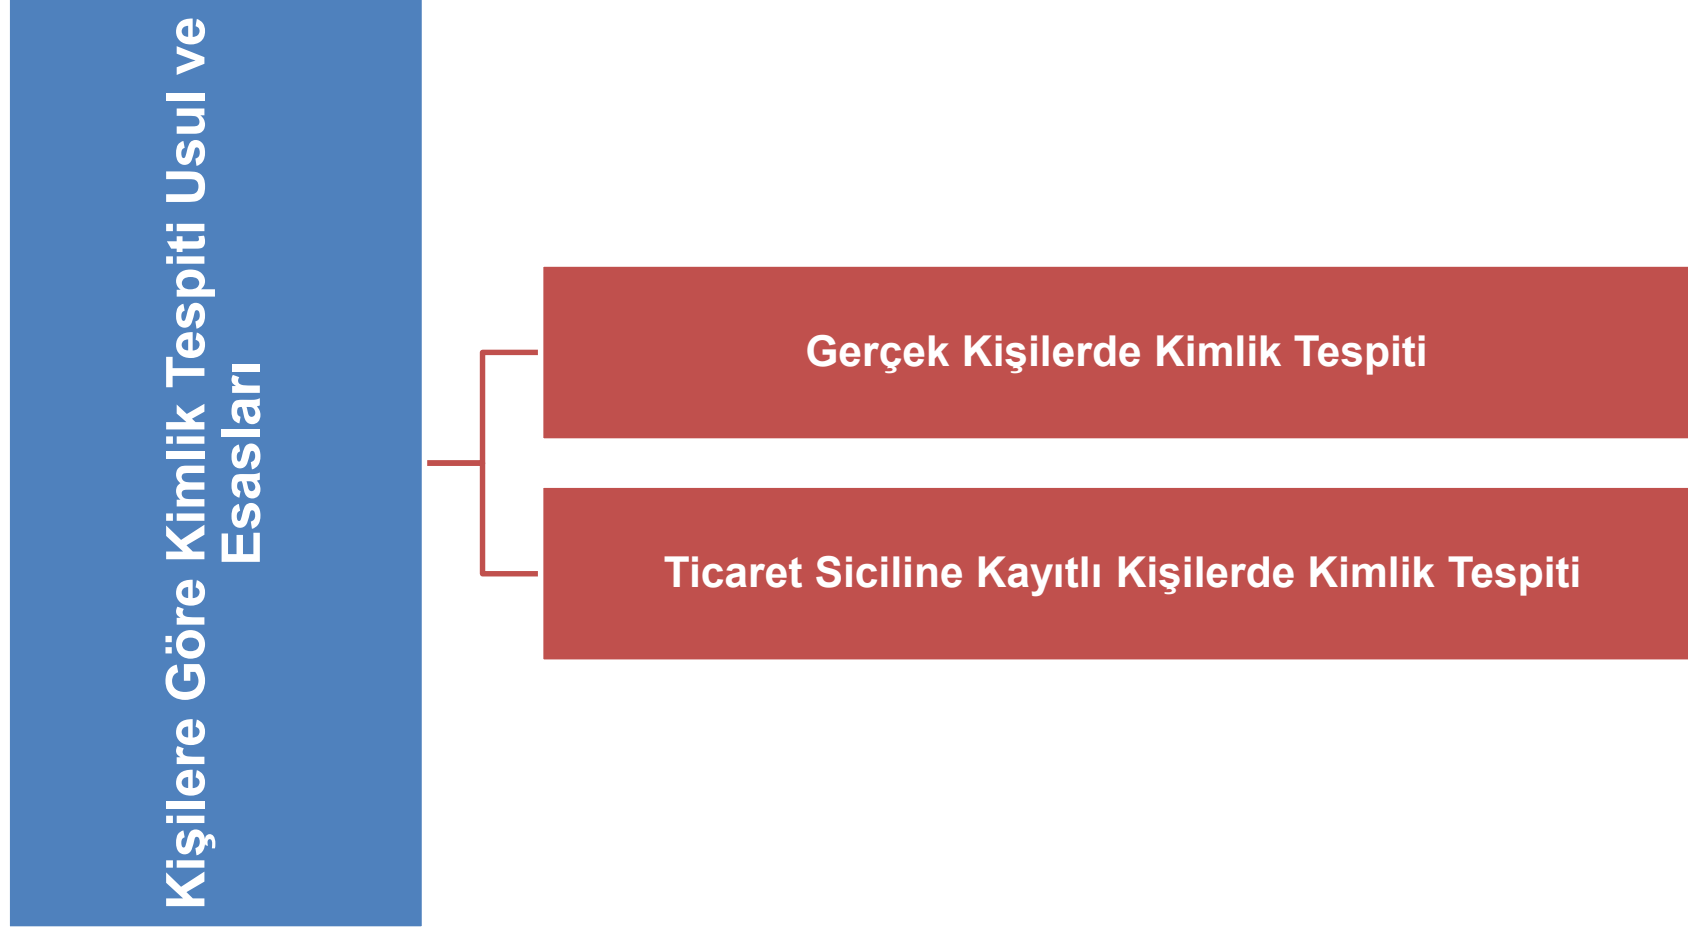 Kişilere Göre Kimlik Tespiti Usul ve
Esasları
Gerçek Kişilerde Kimlik Tespiti
Ticaret Siciline Kayıtlı Kişilerde Kimlik Tespiti